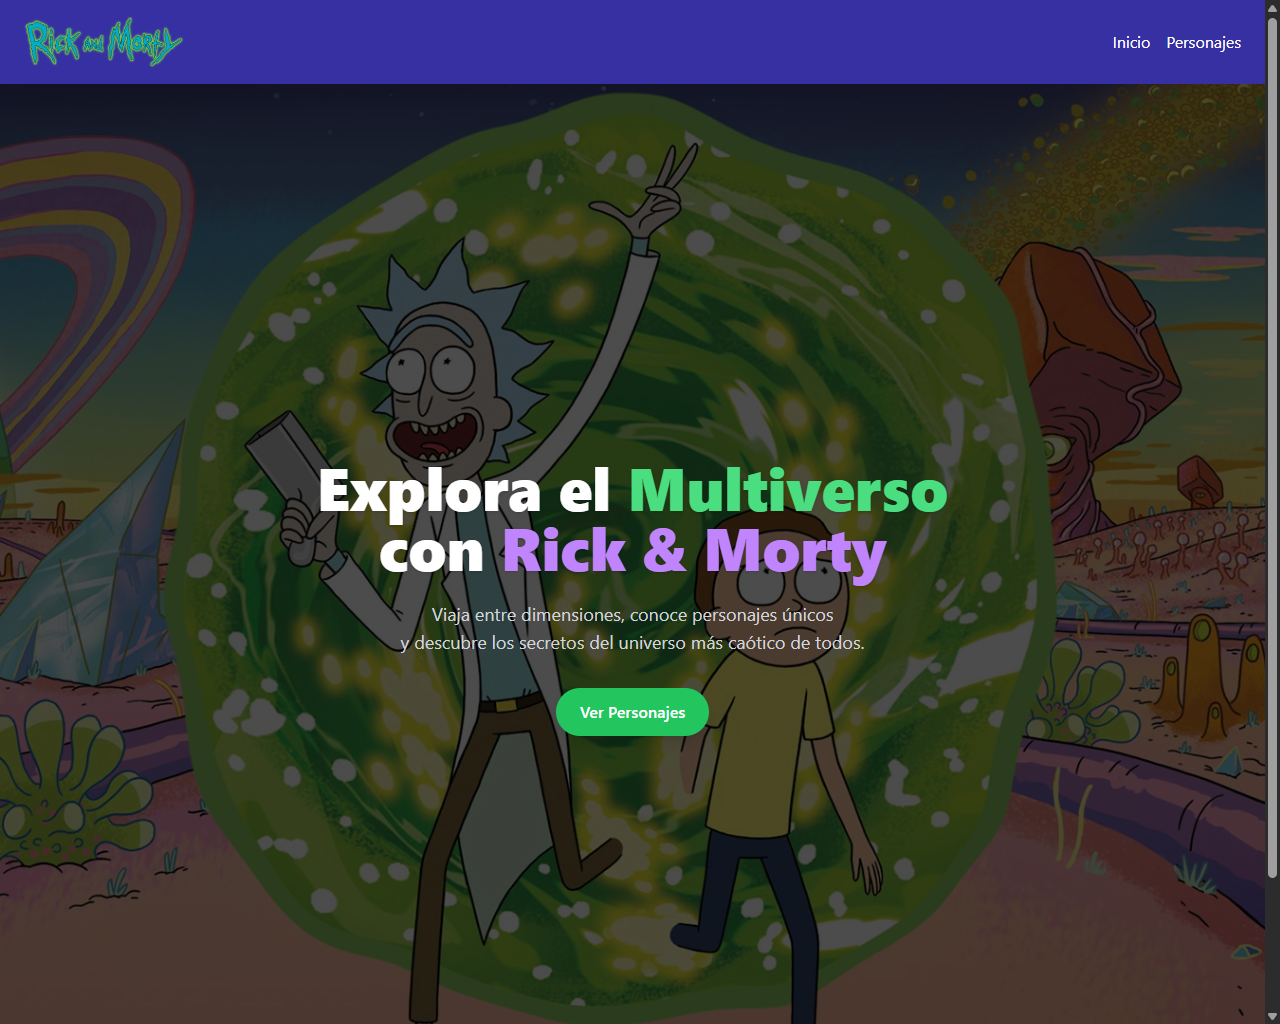 Rick and Morty
Inicio Personajes
Explora el Multiverso
con Rick & Morty
Viaja entre dimensiones, conoce personajes únicos
y descubre los secretos del universo más caótico de todos.
Ver Personajes